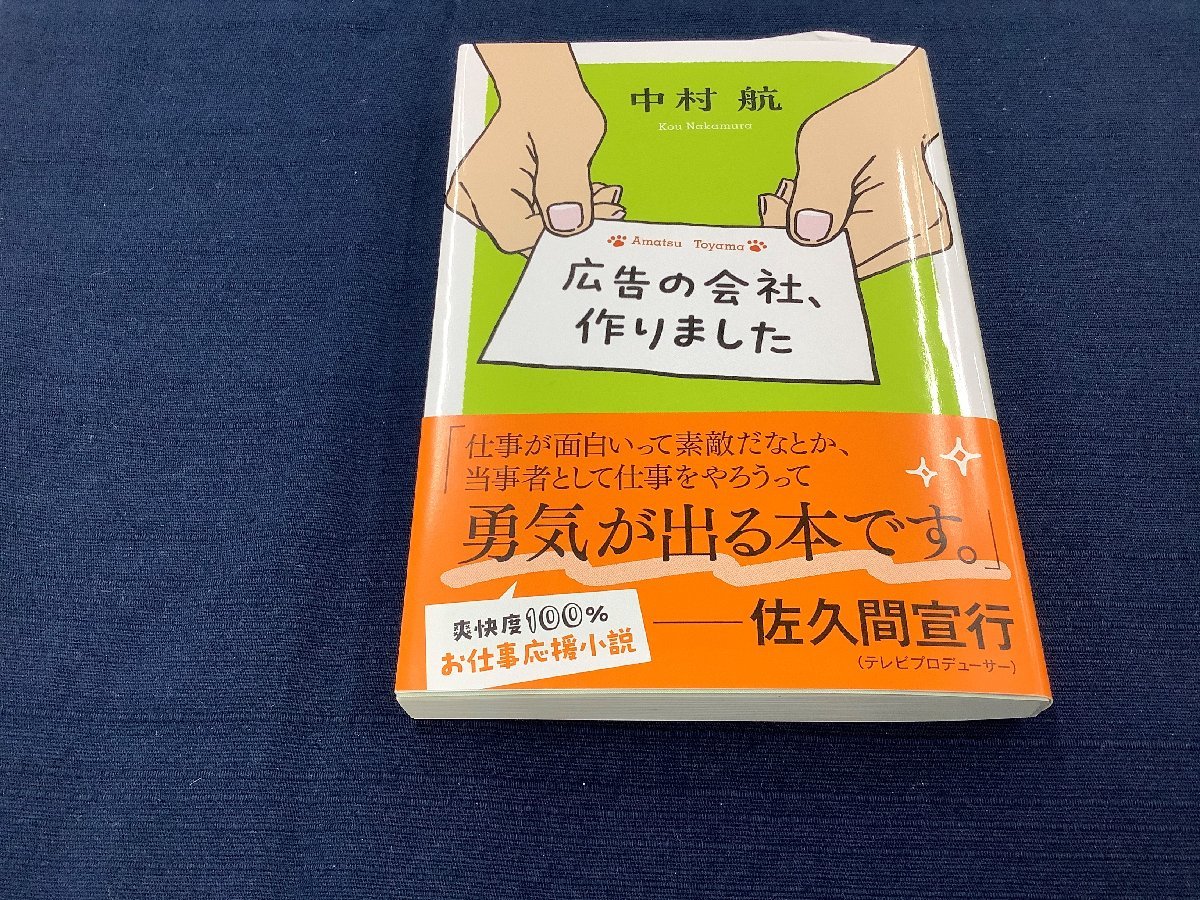 中村 航
Kou Nakamura
Amatsu Toyama
広告の会社、
作りました
「仕事が面白いって素敵だなとか、
当事者として仕事をやろうって
勇気が出る本です。」
爽快度100%
お仕事応援小説
——佐久間宣行
(テレビプロデューサー)